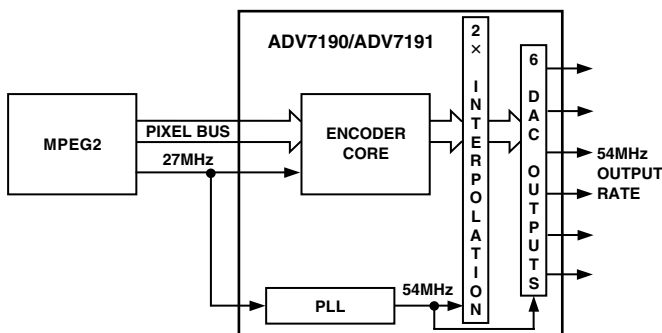 ADV7190/ADV7191
MPEG2
PIXEL BUS
27MHz
ENCODER
CORE
2× INTERPOLATION
6 DAC OUTPUTS
54MHz
OUTPUT
RATE
PLL
54MHz